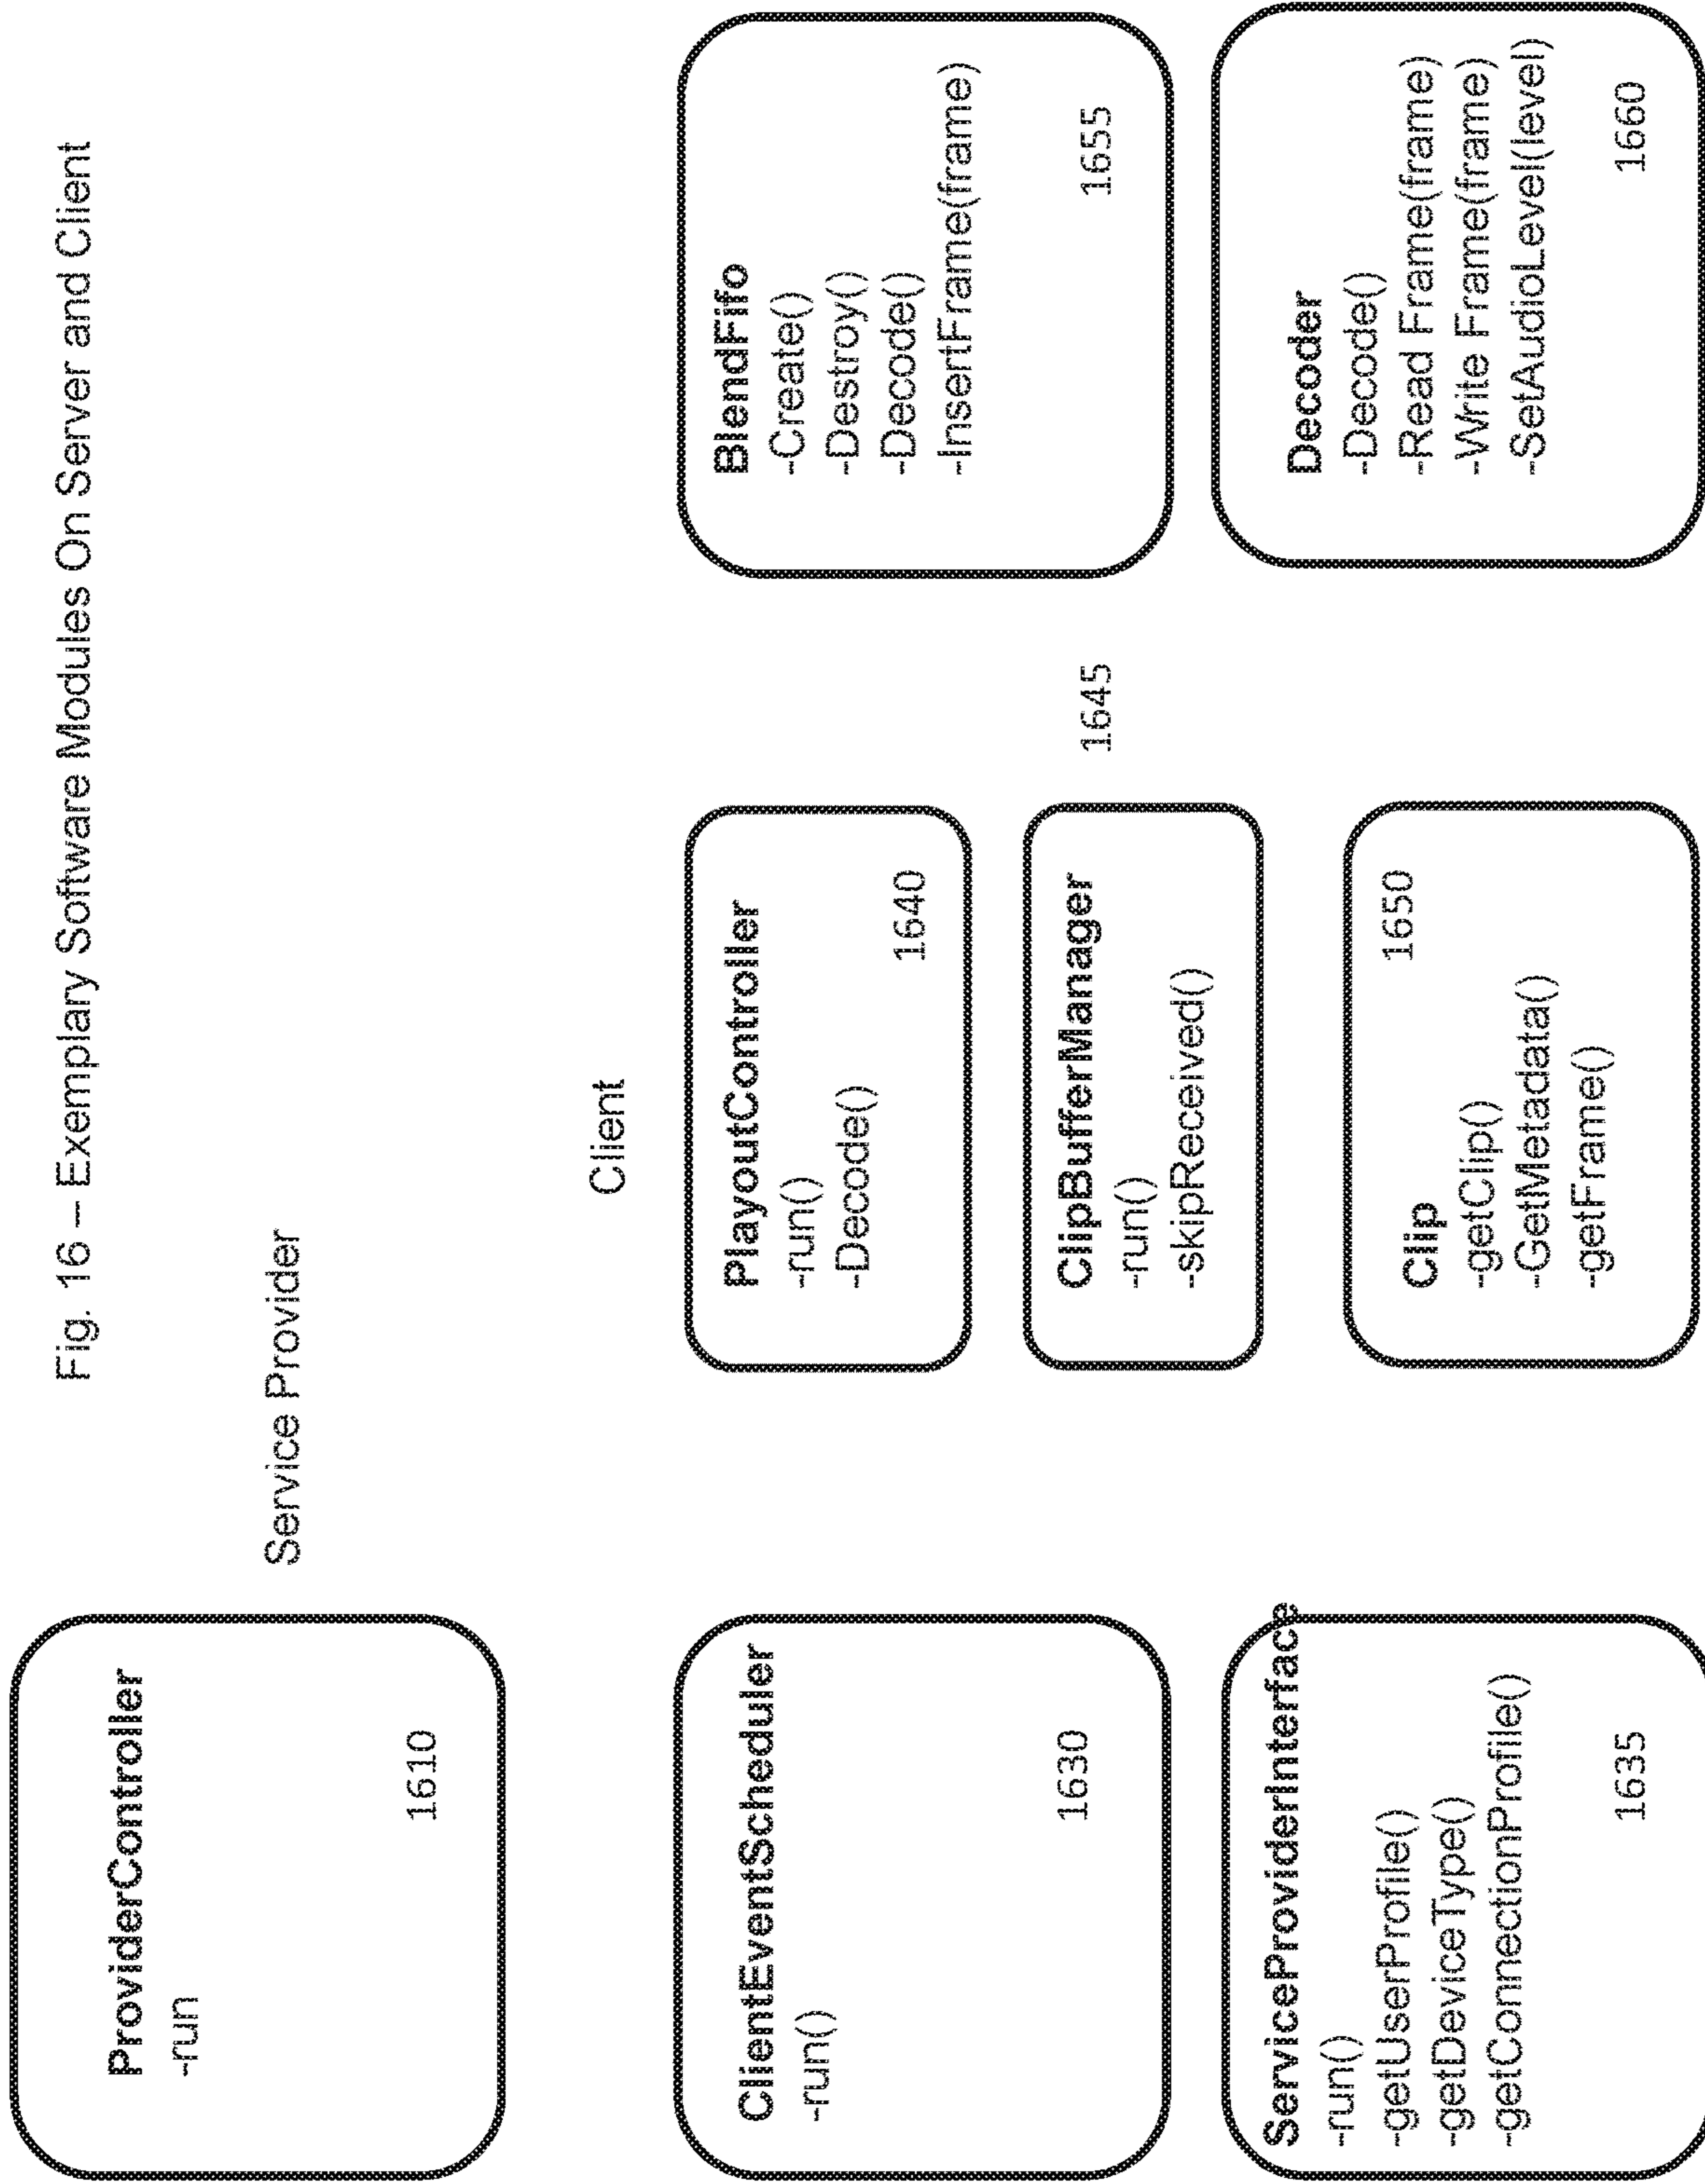 Fig. 16 – Exemplary Software Modules On Server and Client
Service Provider
ProviderController
-run
1610
Client
ClientEventScheduler
-run()
1630
ServiceProviderInterface
-run()
-getUserProfile()
-getDeviceType()
-getConnectionProfile()
1635
PlayoutController
-run()
-Decode()
1640
ClipBufferManager
-run()
-skipReceived()
1645
1650
Clip
-getClip()
-GetMetadata()
-getFrame()
BlendFifo
-Create()
-Destroy()
-Decode()
-InsertFrame(frame)
1655
Decoder
-Decode()
-Read Frame(frame)
-Write Frame(frame)
-SetAudioLevel(level)
1660